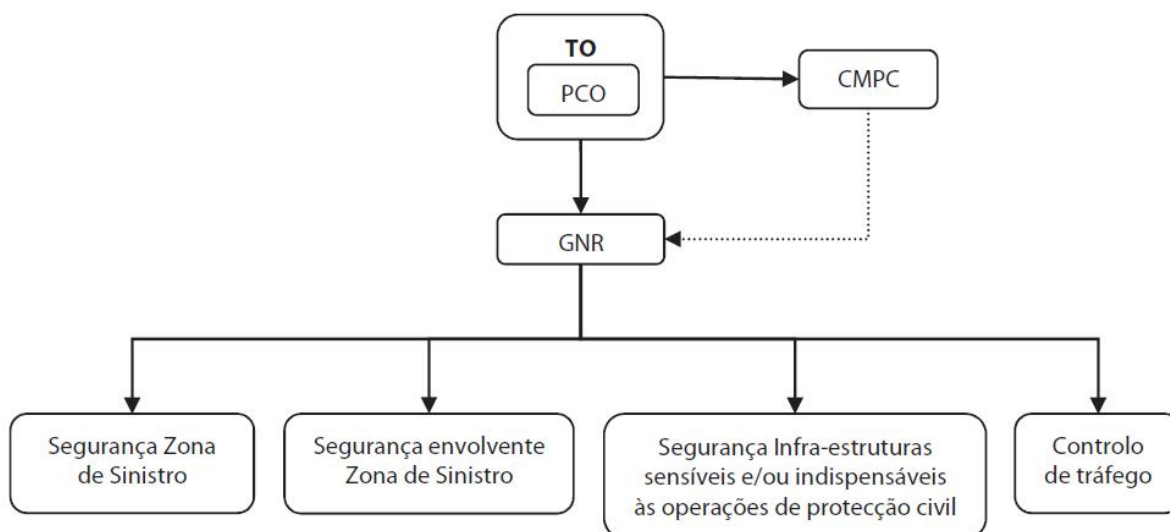 TO
PCO
CMPC
GNR
Segurança Zona
de Sinistro
Segurança envolvente
Zona de Sinistro
Segurança Infra-estruturas
sensíveis e/ou indispensáveis
às operações de protecção civil
Controlo
de tráfego